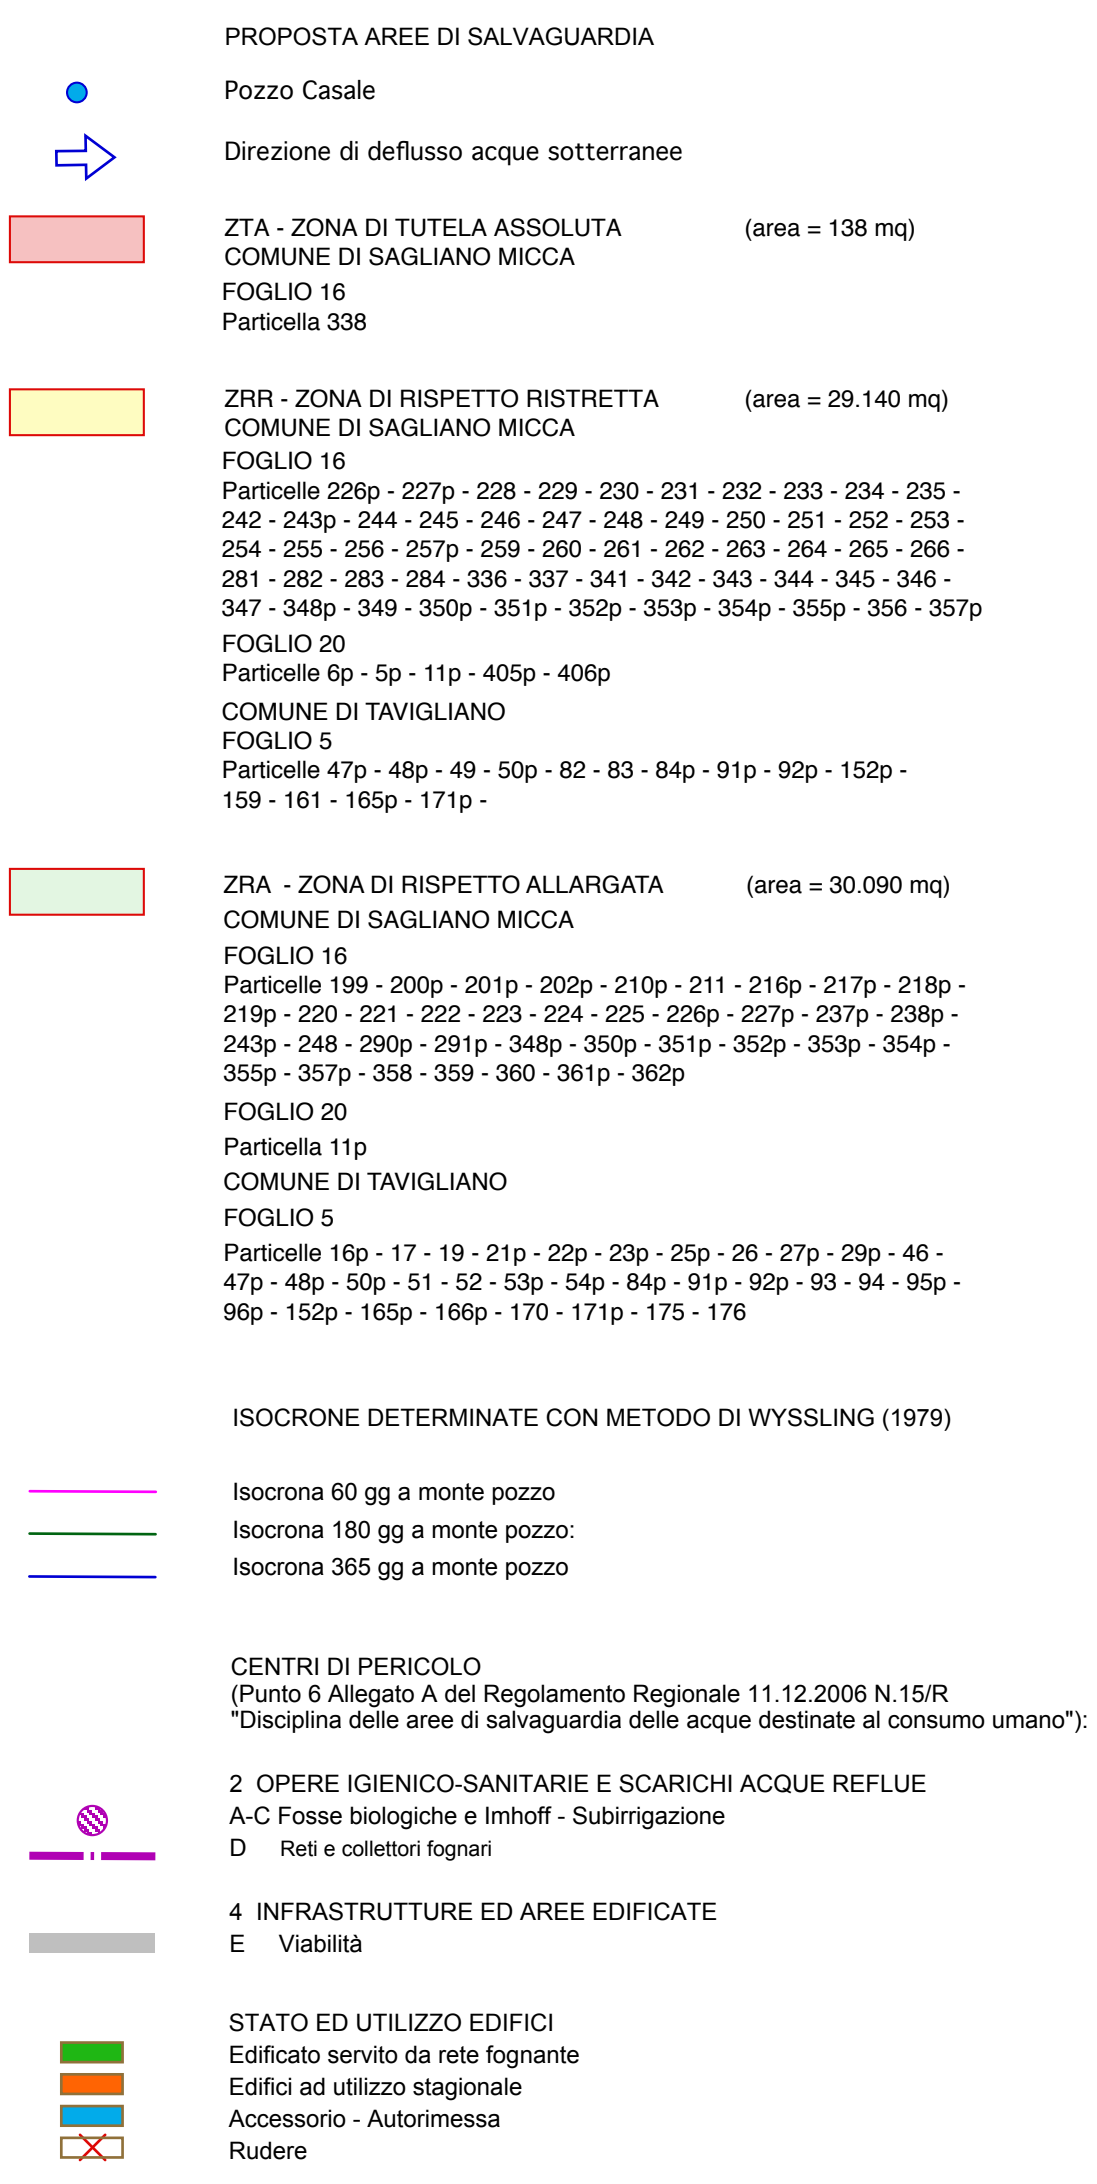 PROPOSTA AREE DI SALVAGUARDIA
Pozzo Casale
Direzione di deflusso acque sotterranee
ZTA - ZONA DI TUTELA ASSOLUTA (area = 138 mq)
COMUNE DI SAGLIANO MICCA
FOGLIO 16
Particella 338
ZRR - ZONA DI RISPETTO RISTRETTA (area = 29.140 mq)
COMUNE DI SAGLIANO MICCA
FOGLIO 16
Particelle 226p - 227p - 228 - 229 - 230 - 231 - 232 - 233 - 234 - 235 -
242 - 243p - 244 - 245 - 246 - 247 - 248 - 249 - 250 - 251 - 252 - 253 -
254 - 255 - 256 - 257p - 259 - 260 - 261 - 262 - 263 - 264 - 265 - 266 -
281 - 282 - 283 - 284 - 336 - 337 - 341 - 342 - 343 - 344 - 345 - 346 -
347 - 348p - 349 - 350p - 351p - 352p - 353p - 354p - 355p - 356 - 357p
FOGLIO 20
Particelle 6p - 5p - 11p - 405p - 406p
COMUNE DI TAVIGLIANO
FOGLIO 5
Particelle 47p - 48p - 49 - 50p - 82 - 83 - 84p - 91p - 92p - 152p -
159 - 161 - 165p - 171p -
ZRA - ZONA DI RISPETTO ALLARGATA (area = 30.090 mq)
COMUNE DI SAGLIANO MICCA
FOGLIO 16
Particelle 199 - 200p - 201p - 202p - 210p - 211 - 216p - 217p - 218p -
219p - 220 - 221 - 222 - 223 - 224 - 225 - 226p - 227p - 237p - 238p -
243p - 248 - 290p - 291p - 348p - 350p - 351p - 352p - 353p - 354p -
355p - 357p - 358 - 359 - 360 - 361p - 362p
FOGLIO 20
Particella 11p
COMUNE DI TAVIGLIANO
FOGLIO 5
Particelle 16p - 17 - 19 - 21p - 22p - 23p - 25p - 26 - 27p - 29p - 46 -
47p - 48p - 50p - 51 - 52 - 53p - 54p - 84p - 91p - 92p - 93 - 94 - 95p -
96p - 152p - 165p - 166p - 170 - 171p - 175 - 176
ISOCRONE DETERMINATE CON METODO DI WYSSLING (1979)
Isocrona 60 gg a monte pozzo
Isocrona 180 gg a monte pozzo:
Isocrona 365 gg a monte pozzo
CENTRI DI PERICOLO
(Punto 6 Allegato A del Regolamento Regionale 11.12.2006 N.15/R
"Disciplina delle aree di salvaguardia delle acque destinate al consumo umano"):
2 OPERE IGIENICO-SANITARIE E SCARICHI ACQUE REFLUE
A-C Fosse biologiche e Imhoff - Subirrigazione
D Reti e collettori fognari
4 INFRASTRUTTURE ED AREE EDIFICATE
E Viabilità
STATO ED UTILIZZO EDIFICI
Edificato servito da rete fognante
Edifici ad utilizzo stagionale
Accessorio - Autorimessa
Rudere